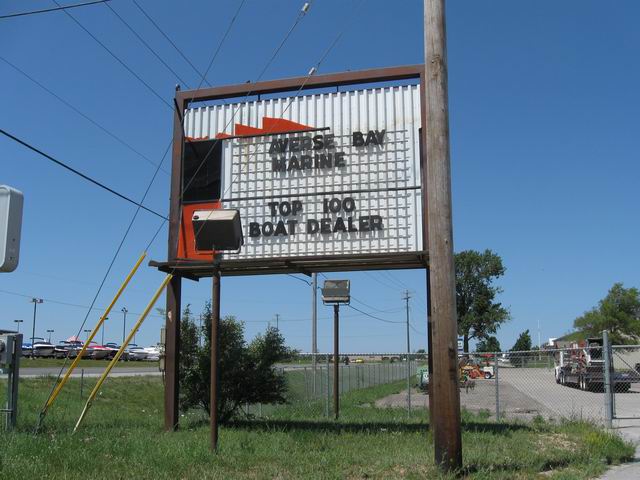 AVERSE BAY
MARINE
TOP 100
BOAT DEALER